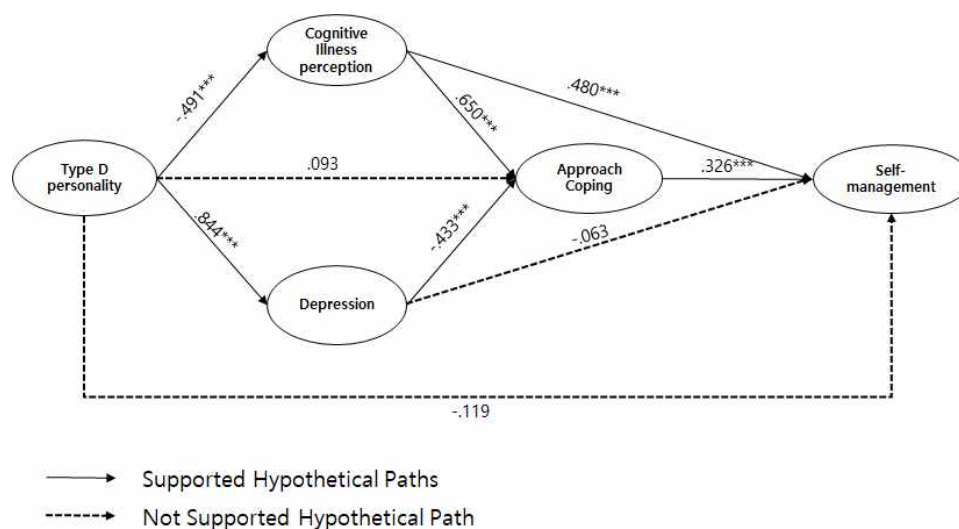 Cognitive
Illness
perception
-.491***
.480***
.650***
Type D
personality
.093
Approach
Coping
.326***
Self-
management
.844***
-.433***
-.063
Depression
-.119
Supported Hypothetical Paths
Not Supported Hypothetical Path